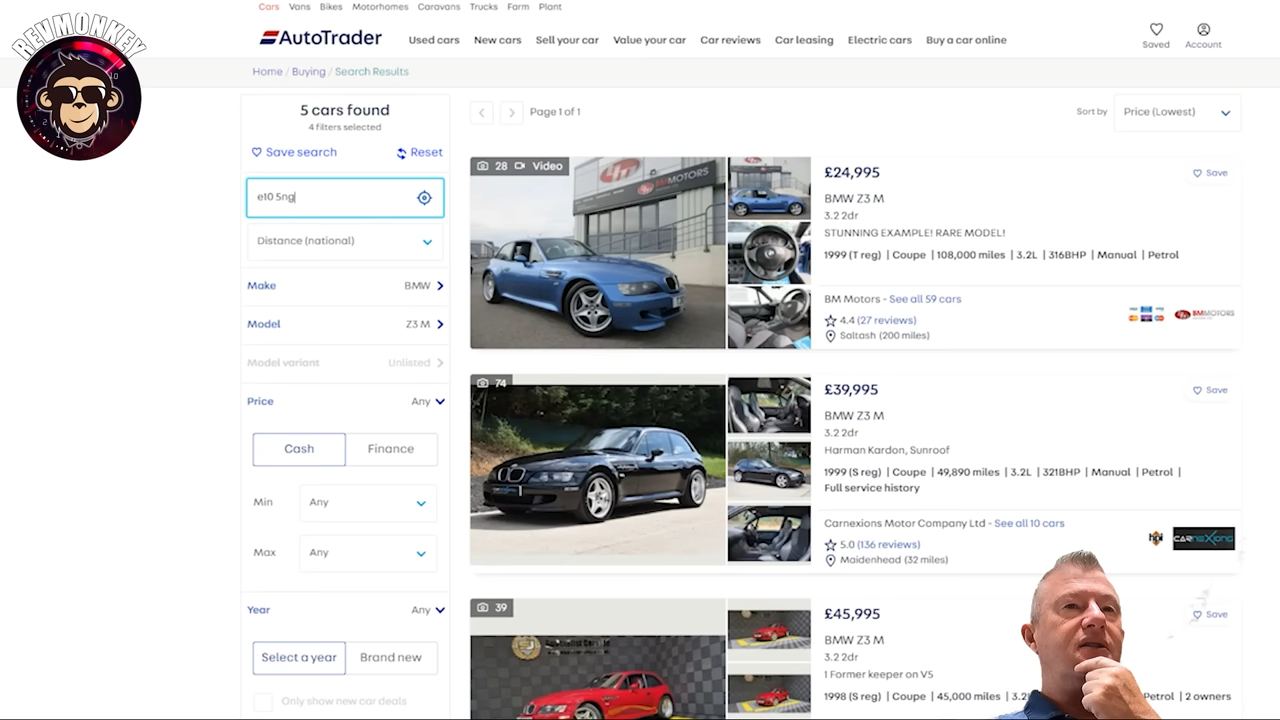 REVMONKEY
Cars Vans Bikes Motorhomes Caravans Trucks Farm Plant
AutoTrader
Used cars New cars Sell your car Value your car Car reviews Car leasing Electric cars Buy a car online
Saved Account
Home / Buying / Search Results
5 cars found
4 filters selected
Save search Reset
e10 5ng
Distance (national)
Make BMW
Model Z3 M
Model variant Unlisted
Price Any
Cash Finance
Min Any
Max Any
Year Any
Select a year Brand new
Only show new car deals
Page 1 of 1
Sort by Price (Lowest)
28 Video
BM MOTORS
£24,995
Save
BMW Z3 M
3.2 2dr
STUNNING EXAMPLE! RARE MODEL!
1999 (T reg) | Coupe | 108,000 miles | 3.2L | 316BHP | Manual | Petrol
BM Motors - See all 59 cars
4.4 (27 reviews)
Saltash (200 miles)
BMMOTORS
74
£39,995
Save
BMW Z3 M
3.2 2dr
Harman Kardon, Sunroof
1999 (S reg) | Coupe | 49,890 miles | 3.2L | 321BHP | Manual | Petrol |
Full service history
Carnexions Motor Company Ltd - See all 10 cars
5.0 (136 reviews)
Maidenhead (32 miles)
hpi
CARNEXIONS
39
£45,995
Save
BMW Z3 M
3.2 2dr
1 Former keeper on V5
1998 (S reg) | Coupe | 45,000 miles | Petrol | 2 owners